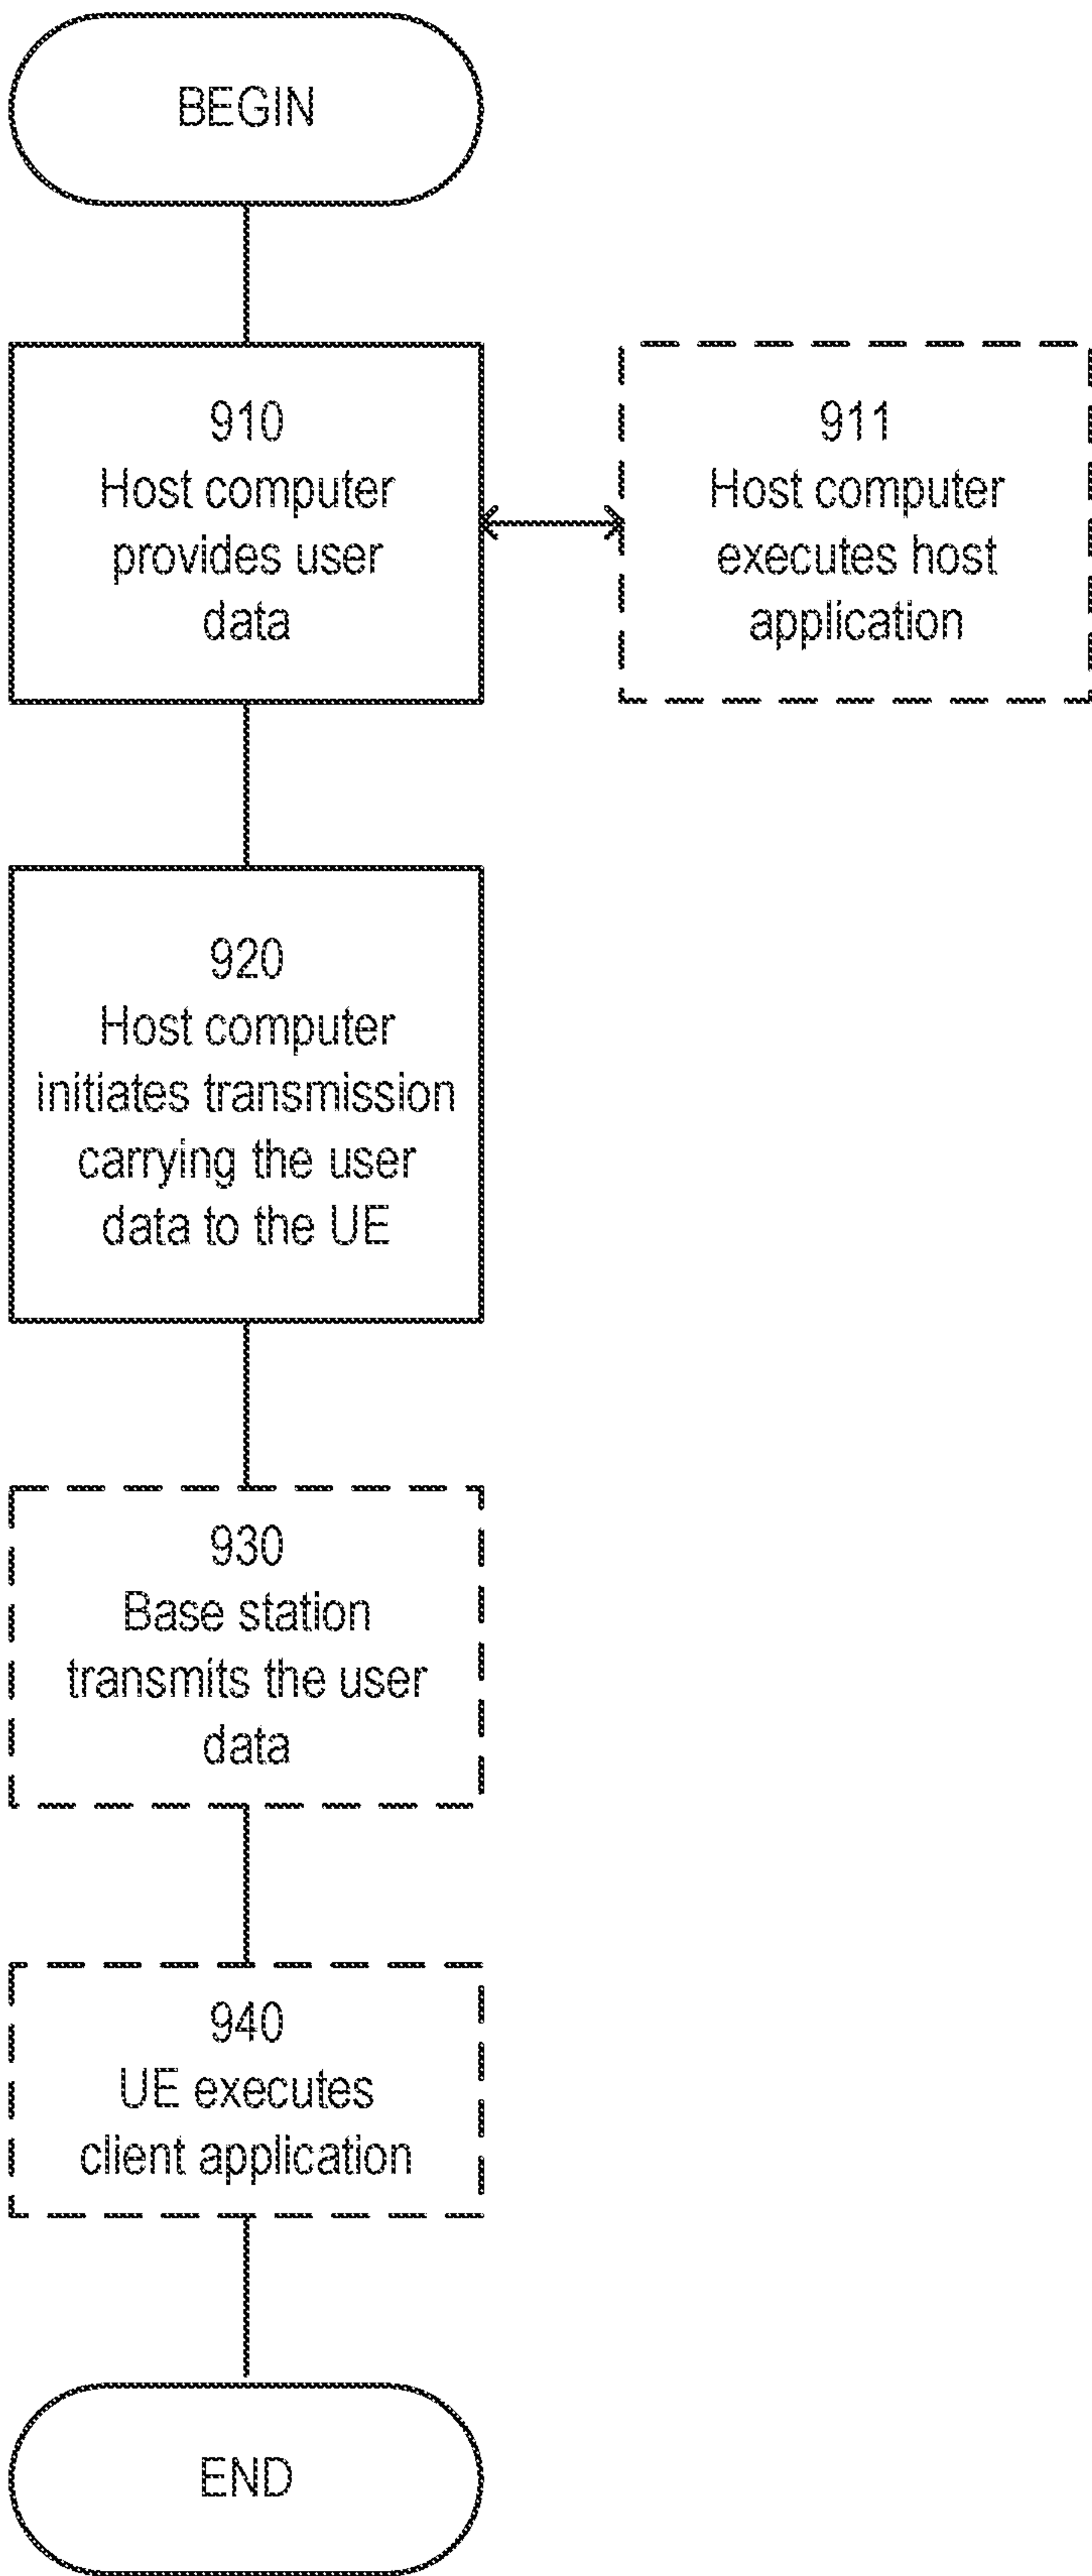 BEGIN
910
Host computer
provides user
data
911
Host computer
executes host
application
920
Host computer
initiates transmission
carrying the user
data to the UE
930
Base station
transmits the user
data
940
UE executes
client application
END